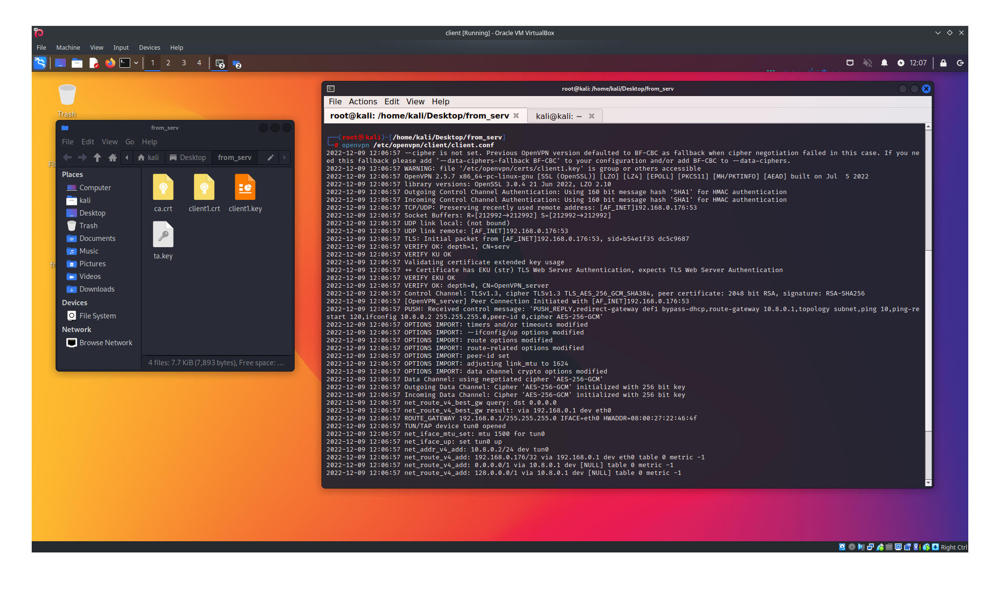 client [Running] - Oracle VM VirtualBox
File Machine View Input Devices Help
1 2 3 4 2 2 12:07
Trash
from_serv
File Edit View Go Help
kali Desktop from_serv
Places
Computer
kali
Desktop
Trash
Documents
Music
Pictures
Videos
Downloads
Devices
File System
Network
Browse Network
ca.crt client1.crt client1.key
ta.key
4 files: 7.7 KiB (7,893 bytes), Free space: …
root@kali: /home/kali/Desktop/from_serv
File Actions Edit View Help
root@kali: /home/kali/Desktop/from_serv kali@kali: ~
┌──(root㉿kali)-[/home/kali/Desktop/from_serv]
└─# openvpn /etc/openvpn/client/client.conf
2022-12-09 12:06:57 --cipher is not set. Previous OpenVPN version defaulted to BF-CBC as fallback when cipher negotiation failed in this case. If you ne
ed this fallback please add '--data-ciphers-fallback BF-CBC' to your configuration and/or add BF-CBC to --data-ciphers.
2022-12-09 12:06:57 WARNING: file '/etc/openvpn/certs/client1.key' is group or others accessible
2022-12-09 12:06:57 OpenVPN 2.5.7 x86_64-pc-linux-gnu [SSL (OpenSSL)] [LZO] [LZ4] [EPOLL] [PKCS11] [MH/PKTINFO] [AEAD] built on Jul  5 2022
2022-12-09 12:06:57 library versions: OpenSSL 3.0.4 21 Jun 2022, LZO 2.10
2022-12-09 12:06:57 Outgoing Control Channel Authentication: Using 160 bit message hash 'SHA1' for HMAC authentication
2022-12-09 12:06:57 Incoming Control Channel Authentication: Using 160 bit message hash 'SHA1' for HMAC authentication
2022-12-09 12:06:57 TCP/UDP: Preserving recently used remote address: [AF_INET]192.168.0.176:53
2022-12-09 12:06:57 Socket Buffers: R=[212992->212992] S=[212992->212992]
2022-12-09 12:06:57 UDP link local: (not bound)
2022-12-09 12:06:57 UDP link remote: [AF_INET]192.168.0.176:53
2022-12-09 12:06:57 TLS: Initial packet from [AF_INET]192.168.0.176:53, sid=b54e1f35 dc5c9687
2022-12-09 12:06:57 VERIFY OK: depth=1, CN=serv
2022-12-09 12:06:57 VERIFY KU OK
2022-12-09 12:06:57 Validating certificate extended key usage
2022-12-09 12:06:57 ++ Certificate has EKU (str) TLS Web Server Authentication, expects TLS Web Server Authentication
2022-12-09 12:06:57 VERIFY EKU OK
2022-12-09 12:06:57 VERIFY OK: depth=0, CN=OpenVPN_server
2022-12-09 12:06:57 Control Channel: TLSv1.3, cipher TLSv1.3 TLS_AES_256_GCM_SHA384, peer certificate: 2048 bit RSA, signature: RSA-SHA256
2022-12-09 12:06:57 [OpenVPN_server] Peer Connection Initiated with [AF_INET]192.168.0.176:53
2022-12-09 12:06:57 PUSH: Received control message: 'PUSH_REPLY,redirect-gateway def1 bypass-dhcp,route-gateway 10.8.0.1,topology subnet,ping 10,ping-re
start 120,ifconfig 10.8.0.2 255.255.255.0,peer-id 0,cipher AES-256-GCM'
2022-12-09 12:06:57 OPTIONS IMPORT: timers and/or timeouts modified
2022-12-09 12:06:57 OPTIONS IMPORT: --ifconfig/up options modified
2022-12-09 12:06:57 OPTIONS IMPORT: route options modified
2022-12-09 12:06:57 OPTIONS IMPORT: route-related options modified
2022-12-09 12:06:57 OPTIONS IMPORT: peer-id set
2022-12-09 12:06:57 OPTIONS IMPORT: adjusting link_mtu to 1624
2022-12-09 12:06:57 OPTIONS IMPORT: data channel crypto options modified
2022-12-09 12:06:57 Data Channel: using negotiated cipher 'AES-256-GCM'
2022-12-09 12:06:57 Outgoing Data Channel: Cipher 'AES-256-GCM' initialized with 256 bit key
2022-12-09 12:06:57 Incoming Data Channel: Cipher 'AES-256-GCM' initialized with 256 bit key
2022-12-09 12:06:57 net_route_v4_best_gw query: dst 0.0.0.0
2022-12-09 12:06:57 net_route_v4_best_gw result: via 192.168.0.1 dev eth0
2022-12-09 12:06:57 ROUTE_GATEWAY 192.168.0.1/255.255.255.0 IFACE=eth0 HWADDR=08:00:27:22:46:4f
2022-12-09 12:06:57 TUN/TAP device tun0 opened
2022-12-09 12:06:57 net_iface_mtu_set: mtu 1500 for tun0
2022-12-09 12:06:57 net_iface_up: set tun0 up
2022-12-09 12:06:57 net_addr_v4_add: 10.8.0.2/24 dev tun0
2022-12-09 12:06:57 net_route_v4_add: 192.168.0.176/32 via 192.168.0.1 dev eth0 table 0 metric -1
2022-12-09 12:06:57 net_route_v4_add: 0.0.0.0/1 via 10.8.0.1 dev [NULL] table 0 metric -1
2022-12-09 12:06:57 net_route_v4_add: 128.0.0.0/1 via 10.8.0.1 dev [NULL] table 0 metric -1
Right Ctrl